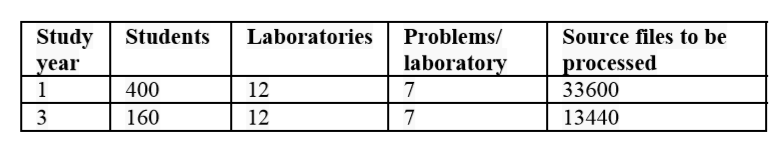 Study year Students Laboratories Problems/ laboratory Source files to be processed
1 400 12 7 33600
3 160 12 7 13440